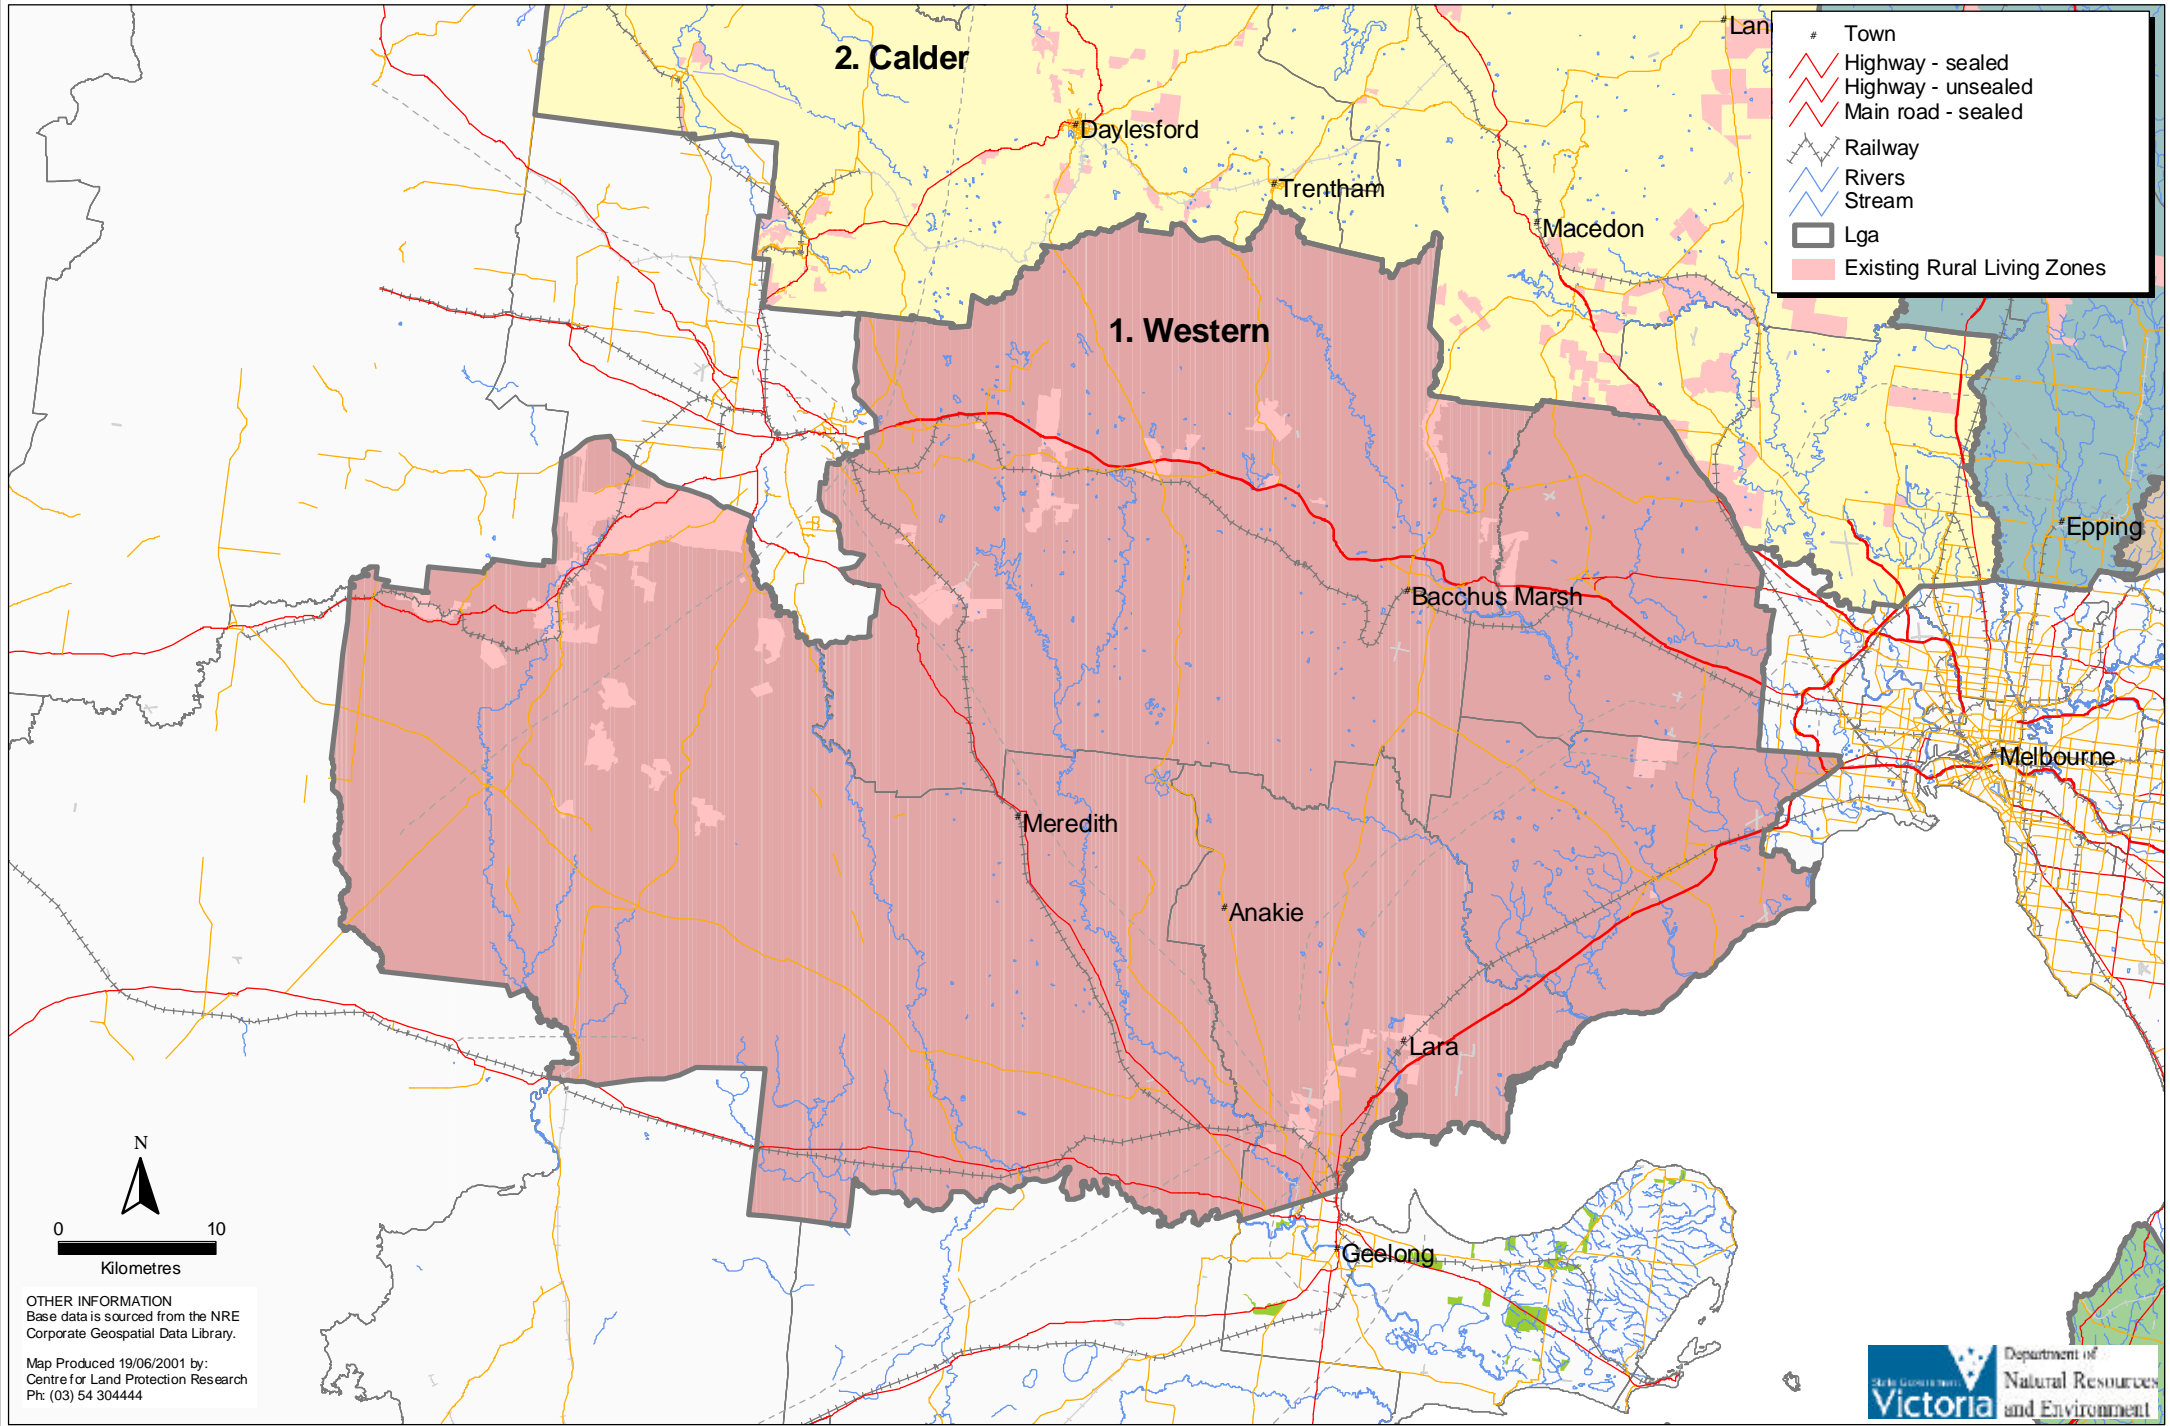 2. Calder
Lan
# Town
Highway - sealed
Highway - unsealed
Main road - sealed
Railway
Rivers
Stream
Lga
Existing Rural Living Zones
Daylesford
Trentham
Macedon
1. Western
Epping
Bacchus Marsh
Melbourne
Meredith
Anakie
Lara
Geelong
N
0 10
Kilometres
OTHER INFORMATION
Base data is sourced from the NRE
Corporate Geospatial Data Library.
Map Produced 19/06/2001 by:
Centre for Land Protection Research
Ph: (03) 54 304444
State Government
Victoria
Department of
Natural Resources
and Environment